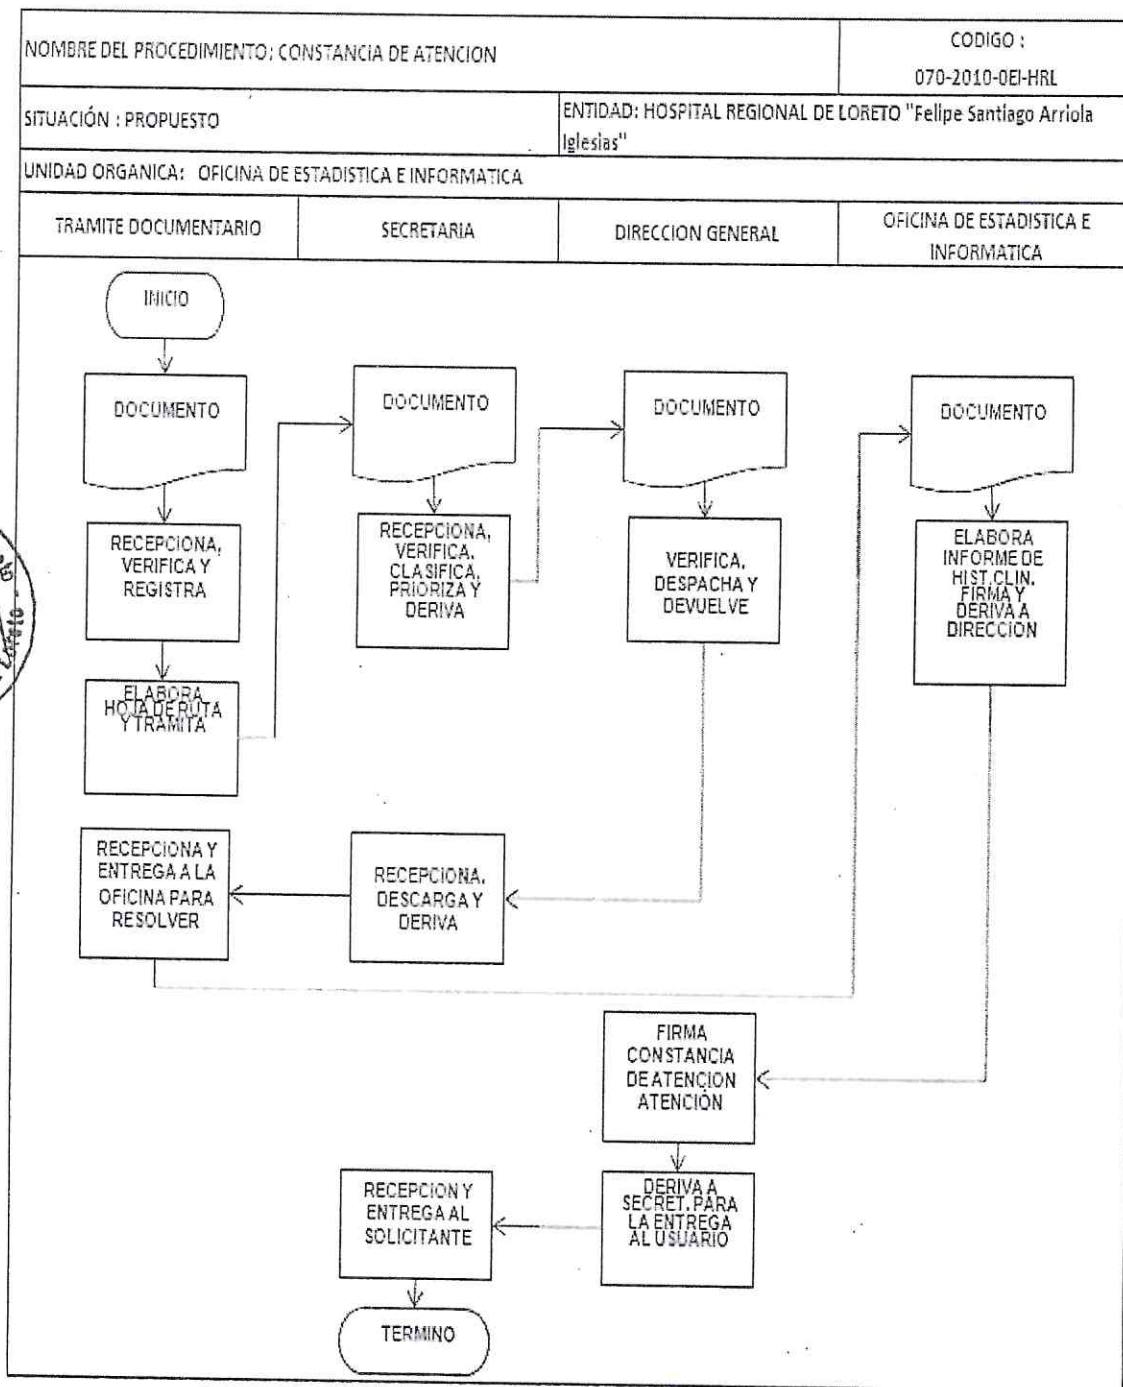 NOMBRE DEL PROCEDIMIENTO; CONSTANCIA DE ATENCION
CODIGO :
070-2010-OEI-HRL
SITUACIÓN : PROPUESTO
ENTIDAD: HOSPITAL REGIONAL DE LORETO "Felipe Santiago Arriola
Iglesias"
UNIDAD ORGANICA: OFICINA DE ESTADISTICA E INFORMATICA
TRAMITE DOCUMENTARIO
SECRETARIA
DIRECCION GENERAL
OFICINA DE ESTADISTICA E
INFORMATICA
INICIO
DOCUMENTO
DOCUMENTO
DOCUMENTO
DOCUMENTO
RECEPCIONA,
VERIFICA Y
REGISTRA
RECEPCIONA,
VERIFICA,
CLASIFICA,
PRIORIZA Y
DERIVA
VERIFICA,
DESPACHA Y
DEVUELVE
ELABORA
INFORME DE
HIST.CLIN.
FIRMA Y
DERIVA A
DIRECCION
ELABORA
HOJA DE RUTA
Y TRAMITA
RECEPCIONA Y
ENTREGA A LA
OFICINA PARA
RESOLVER
RECEPCIONA,
DESCARGA Y
DERIVA
FIRMA
CONSTANCIA
DE ATENCION
ATENCIÓN
DERIVA A
SECRET. PARA
LA ENTREGA
AL USUARIO
RECEPCION Y
ENTREGA AL
SOLICITANTE
TERMINO